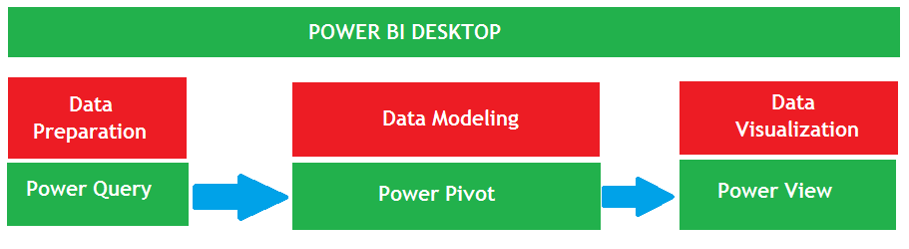 POWER BI DESKTOP
Data
Preparation
Data Modeling
Data
Visualization
Power Query
Power Pivot
Power View